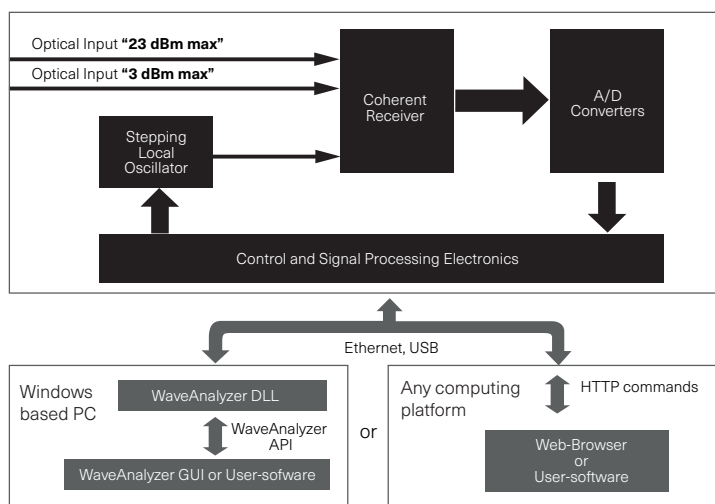 Optical Input “23 dBm max”
Optical Input “3 dBm max”
Coherent
Receiver
A/D
Converters
Stepping
Local
Oscillator
Control and Signal Processing Electronics
Ethernet, USB
Windows
based PC
WaveAnalyzer DLL
WaveAnalyzer
API
WaveAnalyzer GUI or User-sofware
or
Any computing
platform
HTTP commands
Web-Browser
or
User-software